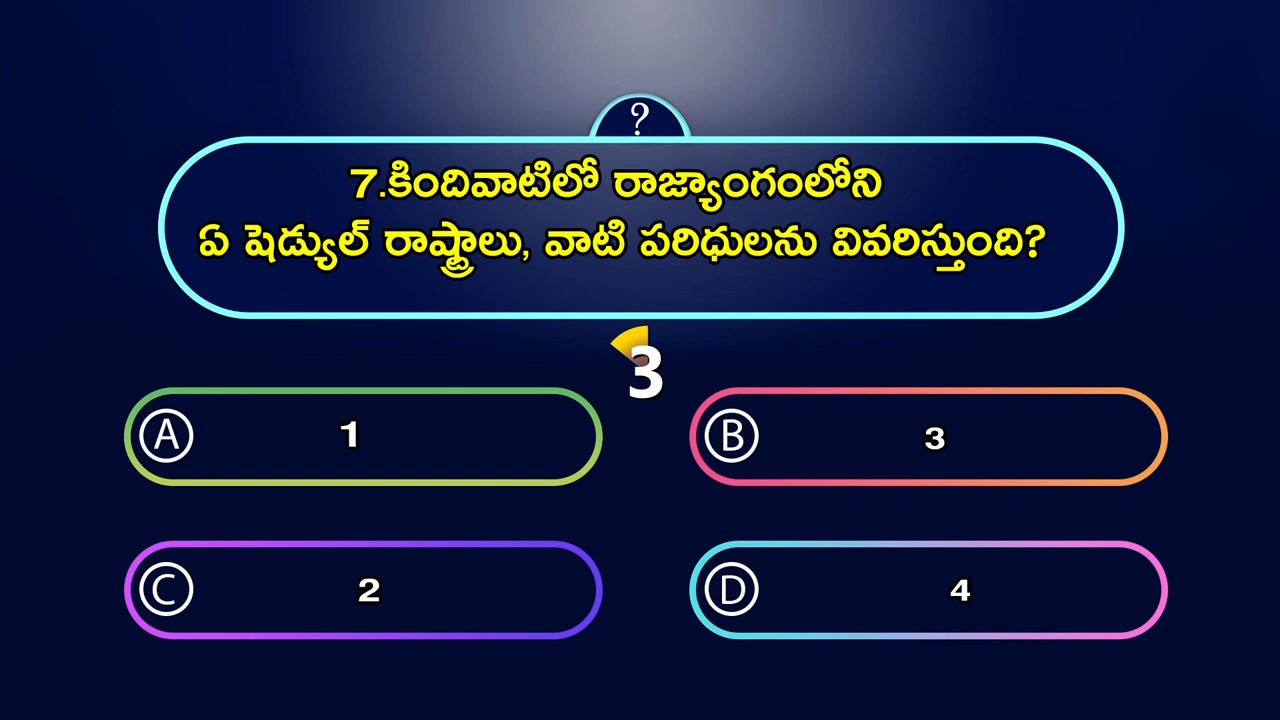 ?
7.కిందివాటిలో రాజ్యాంగంలోని
ఏ షెడ్యుల్ రాష్ట్రాలు, వాటి పరిధులను వివరిస్తుంది?
3
A 1
B 3
C 2
D 4